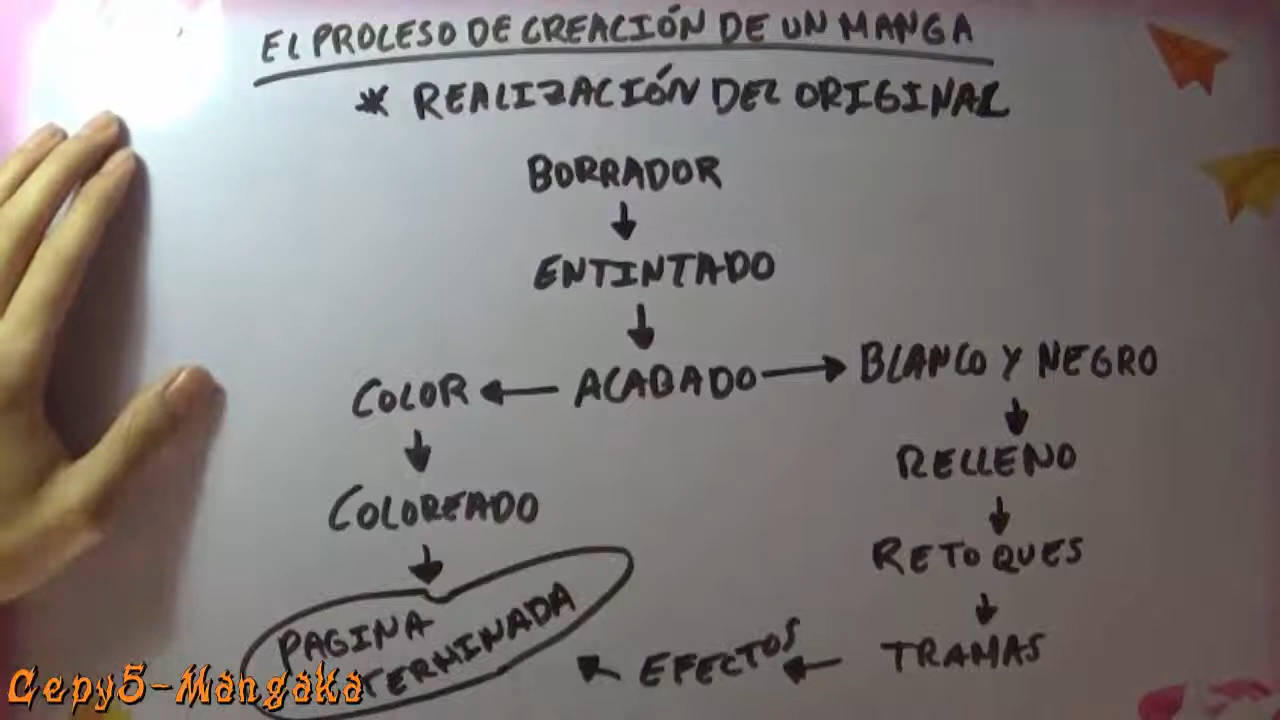 EL PROCESO DE CREACIÓN DE UN MANGA
* REALIZACIÓN DEL ORIGINAL
BORRADOR
ENTINTADO
COLOR ACABADO BLANCO Y NEGRO
RELLENO
COLOREADO
RETOQUES
PAGINA
TERMINADA
EFECTOS TRAMAS
Cepy5-Mangaka